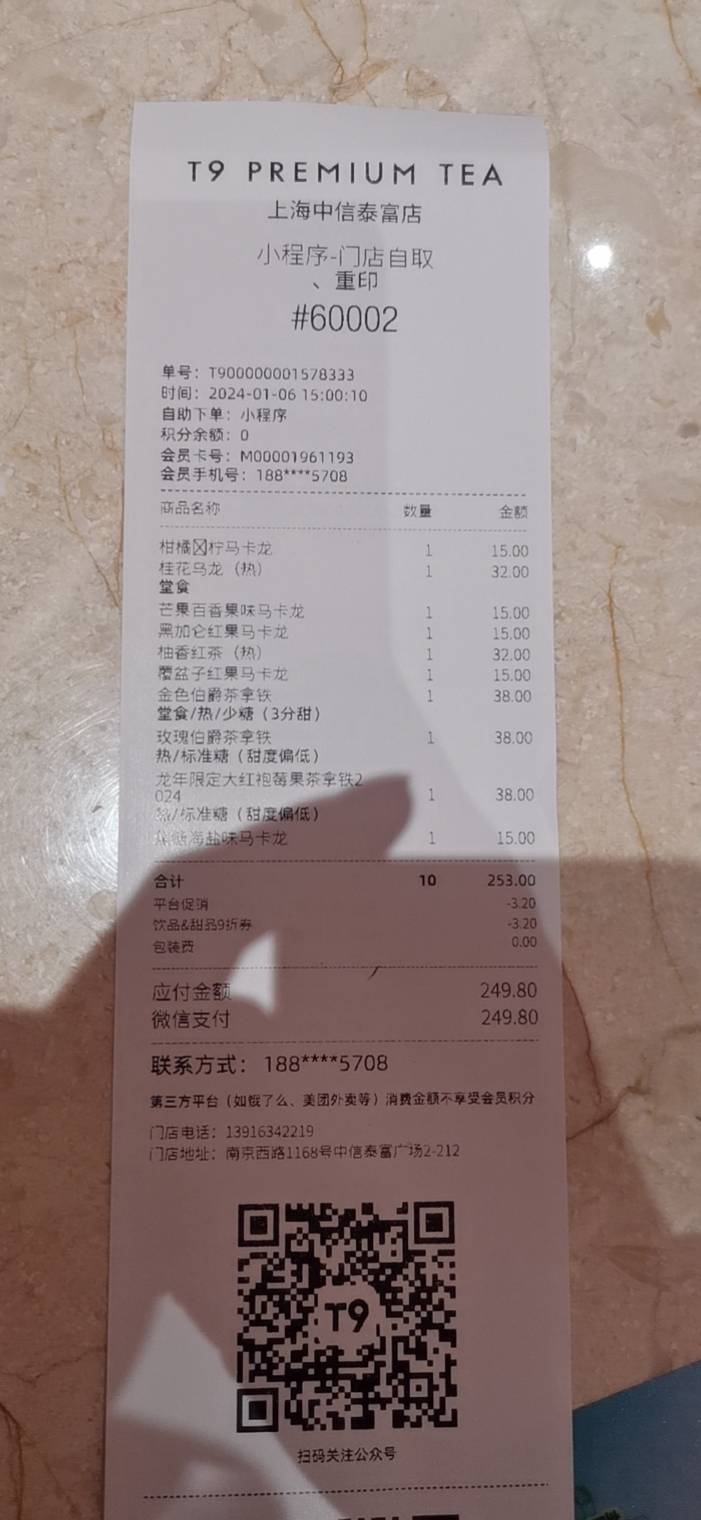 T9 PREMIUM TEA
上海中信泰富店
小程序-门店自取
、重印
#60002
单号：T900000001578333
时间：2024-01-06 15:00:10
自助下单：小程序
积分余额：0
会员卡号：M00001961193
会员手机号：188****5708
商品名称 数量 金额
柑橘柠马卡龙 1 15.00
桂花乌龙（热） 1 32.00
堂食
芒果百香果味马卡龙 1 15.00
黑加仑红果马卡龙 1 15.00
柚香红茶（热） 1 32.00
覆盆子红果马卡龙 1 15.00
金色伯爵茶拿铁 1 38.00
堂食/热/少糖（3分甜）
玫瑰伯爵茶拿铁 1 38.00
热/标准糖（甜度偏低）
龙年限定大红袍莓果茶拿铁2
024 1 38.00
热/标准糖（甜度偏低）
焦糖海盐味马卡龙 1 15.00
合计 10 253.00
平台促销 -3.20
饮品&甜品9折券 -3.20
包装费 0.00
应付金额 249.80
微信支付 249.80
联系方式：188****5708
第三方平台（如饿了么、美团外卖等）消费金额不享受会员积分
门店电话：13916342219
门店地址：南京西路1168号中信泰富广场2-212
T9
扫码关注公众号